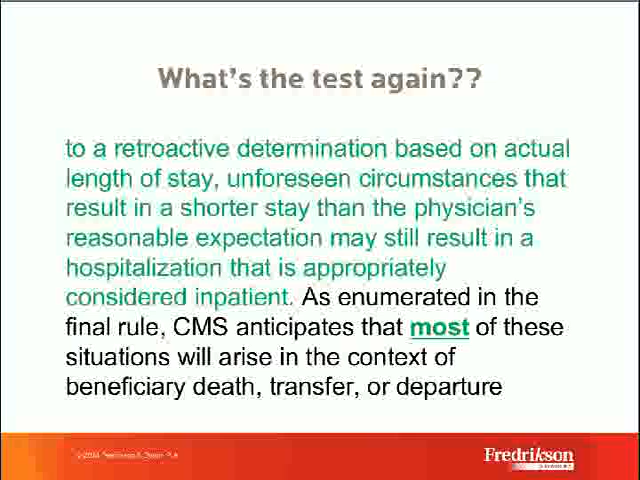 What's the test again??
to a retroactive determination based on actual
length of stay, unforeseen circumstances that
result in a shorter stay than the physician's
reasonable expectation may still result in a
hospitalization that is appropriately
considered inpatient. As enumerated in the
final rule, CMS anticipates that most of these
situations will arise in the context of
beneficiary death, transfer, or departure
Fredrikson